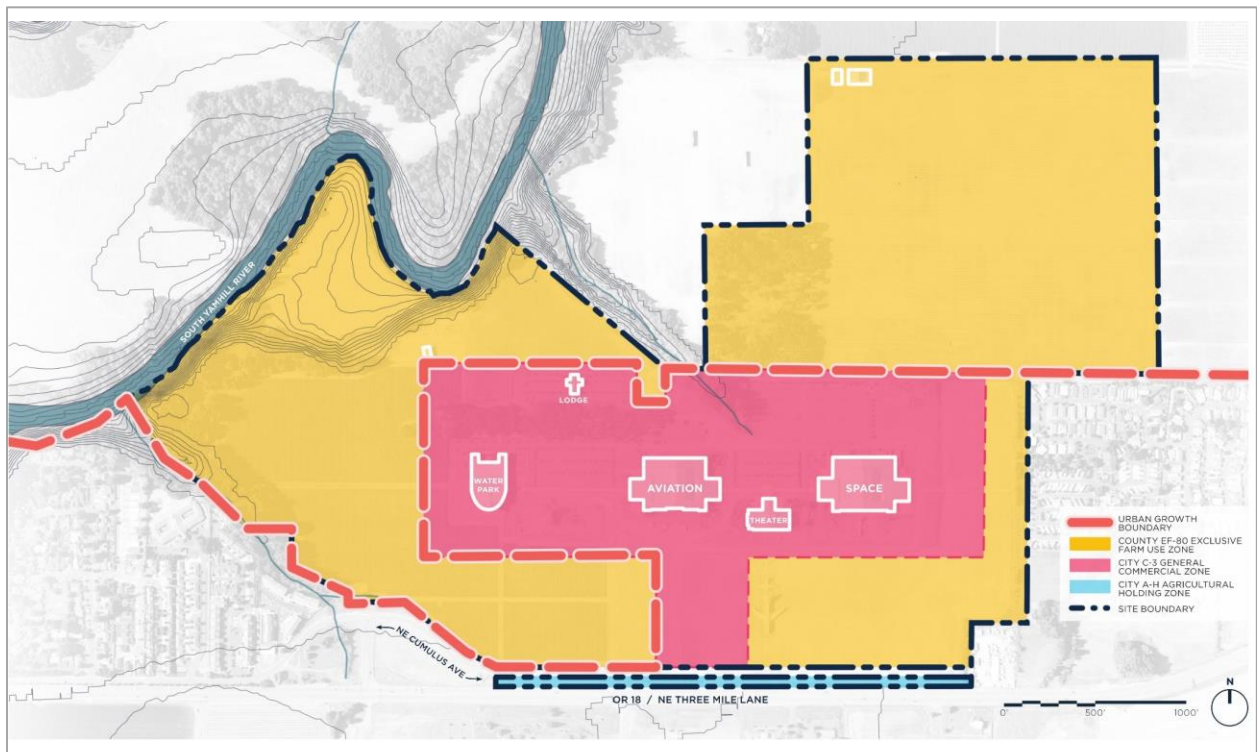 SOUTH YAMHILL RIVER
LODGE
WATER
PARK
AVIATION
SPACE
THEATER
URBAN GROWTH
BOUNDARY
COUNTY EF-80 EXCLUSIVE
FARM USE ZONE
CITY C-3 GENERAL
COMMERCIAL ZONE
CITY A-H AGRICULTURAL
HOLDING ZONE
SITE BOUNDARY
NE CUMULUS AVE
OR 18 / NE THREE MILE LANE
N
0' 500' 1000'